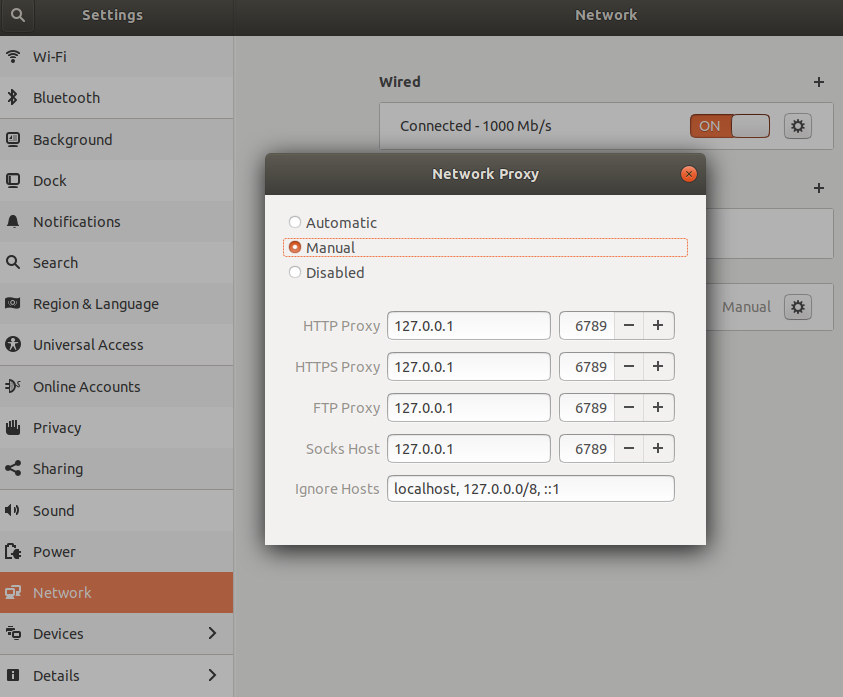 Settings
Network
Wi-Fi
Bluetooth
Background
Dock
Notifications
Search
Region & Language
Universal Access
Online Accounts
Privacy
Sharing
Sound
Power
Network
Devices
Details
Wired
Connected - 1000 Mb/s
ON
Manual
Network Proxy
Automatic
Manual
Disabled
HTTP Proxy 127.0.0.1 6789 − +
HTTPS Proxy 127.0.0.1 6789 − +
FTP Proxy 127.0.0.1 6789 − +
Socks Host 127.0.0.1 6789 − +
Ignore Hosts localhost, 127.0.0.0/8, ::1